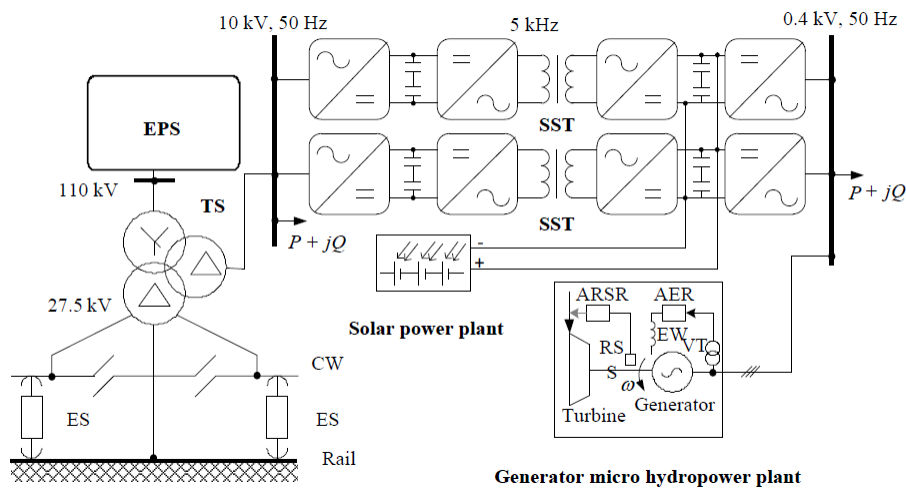 10 kV, 50 Hz
5 kHz
0.4 kV, 50 Hz
EPS
SST
110 kV
TS
SST
P + jQ
P + jQ
-
+
27.5 kV
Solar power plant
ARSR
AER
EW
VT
RS
S
ω
CW
ES
ES
Turbine
Generator
Rail
Generator micro hydropower plant